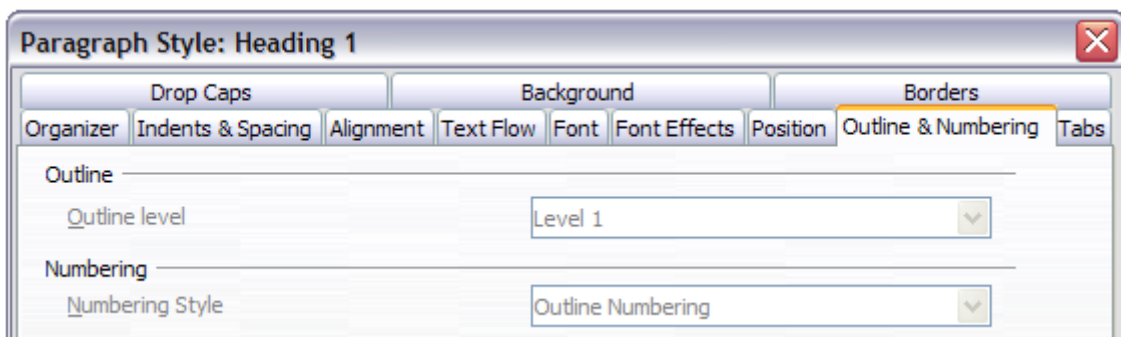 Paragraph Style: Heading 1
Drop Caps Background Borders
Organizer Indents & Spacing Alignment Text Flow Font Font Effects Position Outline & Numbering Tabs
Outline
Outline level Level 1
Numbering
Numbering Style Outline Numbering